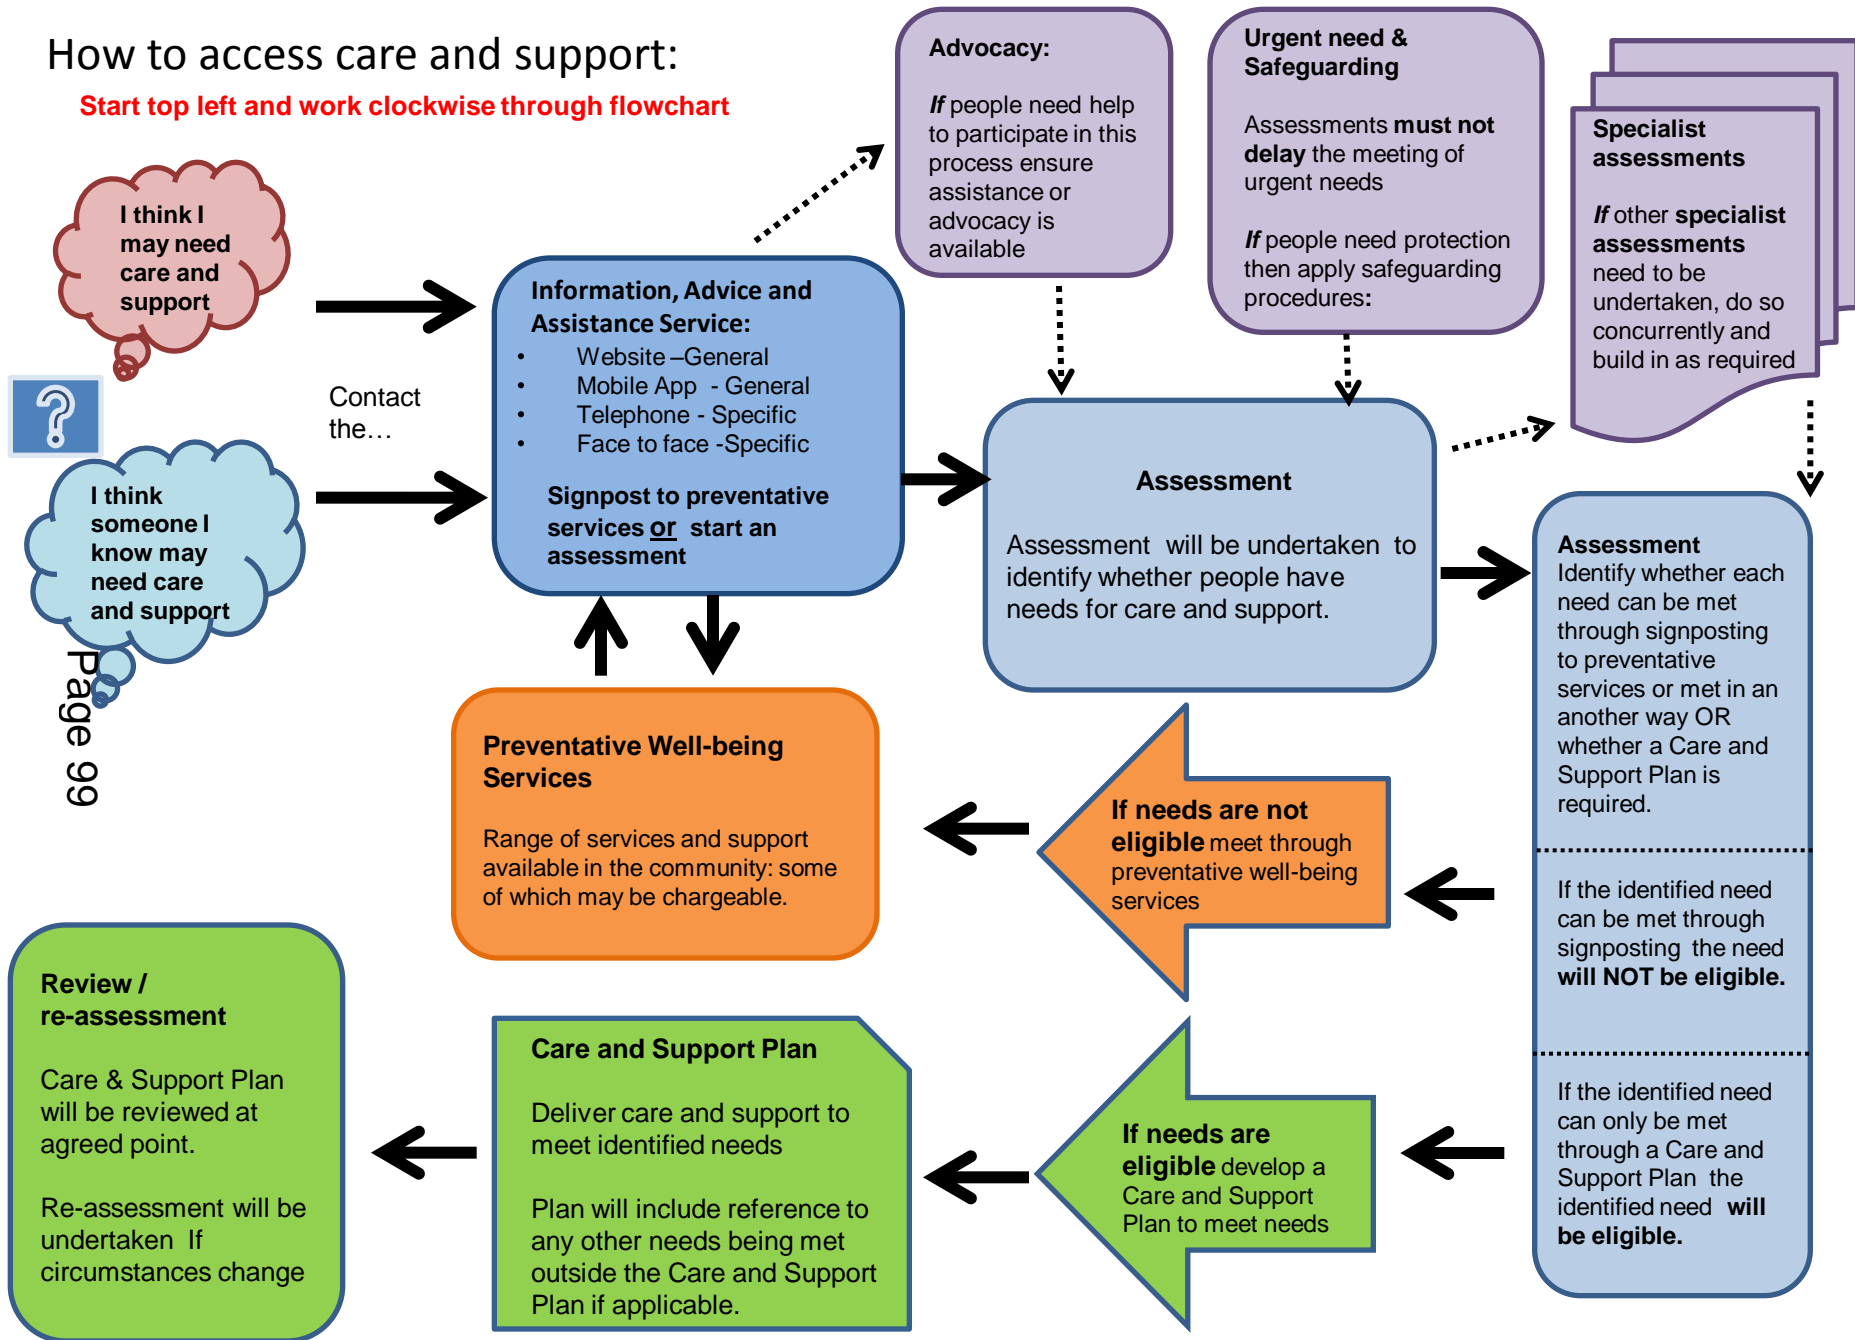 How to access care and support:
Start top left and work clockwise through flowchart
I think I
may need
care and
support
I think
someone I
know may
need care
and support
Page 99
Contact
the…
Information, Advice and
Assistance Service:
• Website –General
• Mobile App - General
• Telephone - Specific
• Face to face -Specific
Signpost to preventative
services or start an
assessment
Advocacy:
If people need help
to participate in this
process ensure
assistance or
advocacy is
available
Urgent need &
Safeguarding
Assessments must not
delay the meeting of
urgent needs
If people need protection
then apply safeguarding
procedures:
Specialist
assessments
If other specialist
assessments
need to be
undertaken, do so
concurrently and
build in as required
Assessment
Assessment will be undertaken to
identify whether people have
needs for care and support.
Assessment
Identify whether each
need can be met
through signposting
to preventative
services or met in an
another way OR
whether a Care and
Support Plan is
required.
If the identified need
can be met through
signposting the need
will NOT be eligible.
If the identified need
can only be met
through a Care and
Support Plan the
identified need will
be eligible.
If needs are not
eligible meet through
preventative well-being
services
Preventative Well-being
Services
Range of services and support
available in the community: some
of which may be chargeable.
If needs are
eligible develop a
Care and Support
Plan to meet needs
Care and Support Plan
Deliver care and support to
meet identified needs
Plan will include reference to
any other needs being met
outside the Care and Support
Plan if applicable.
Review /
re-assessment
Care & Support Plan
will be reviewed at
agreed point.
Re-assessment will be
undertaken If
circumstances change